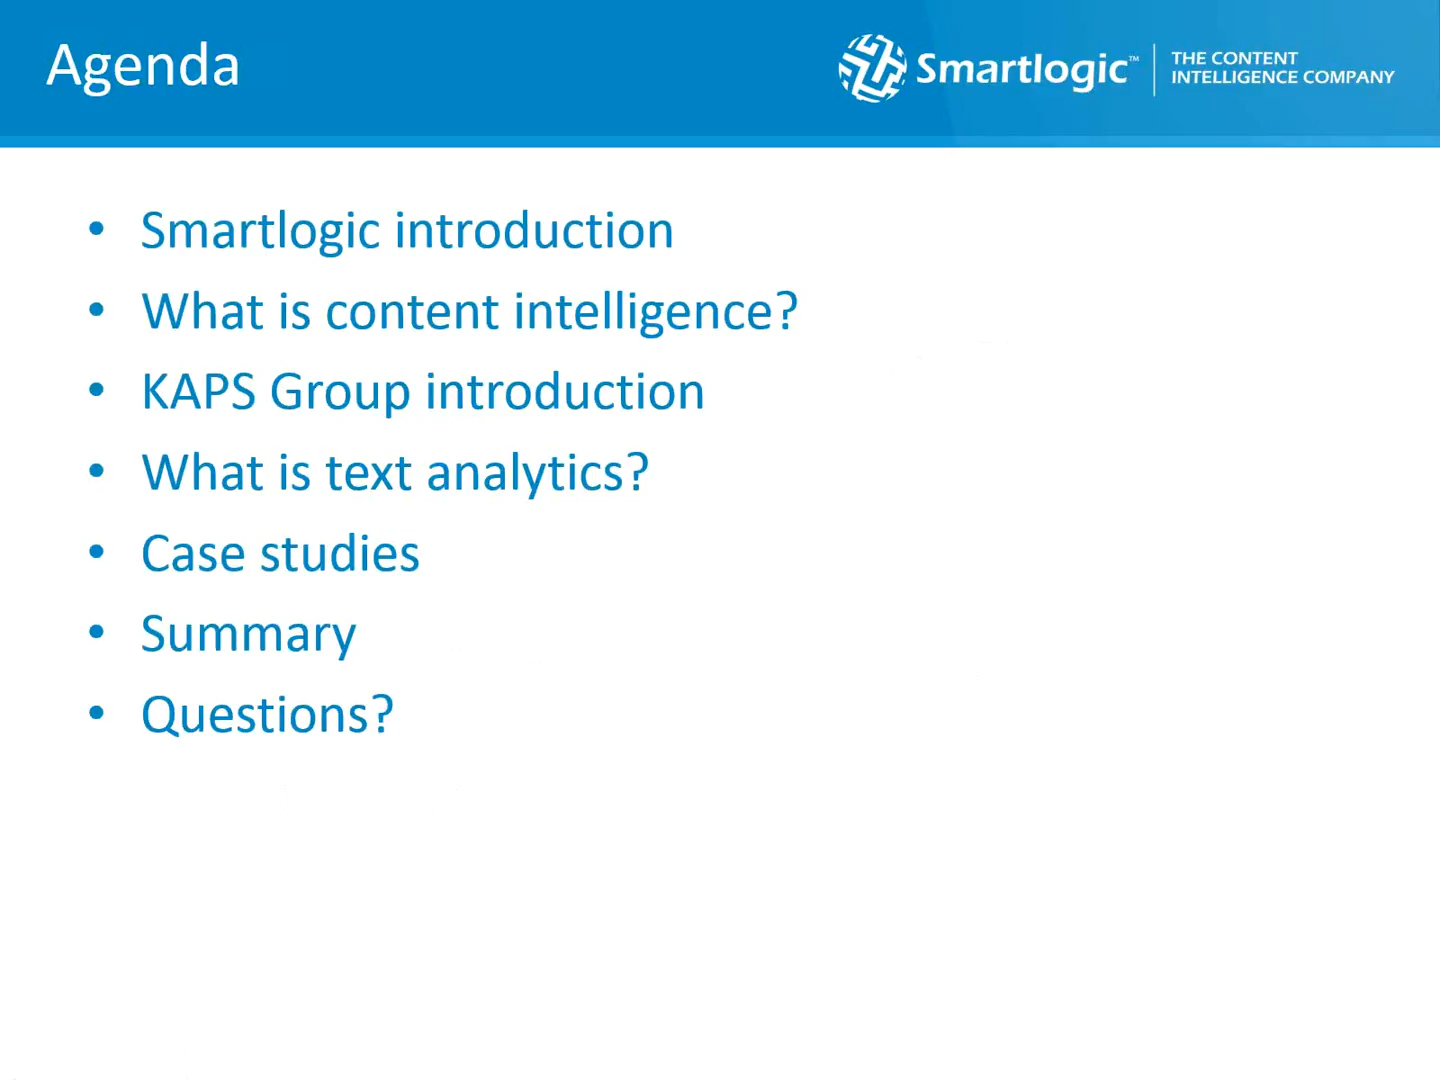 Agenda
Smartlogic™
THE CONTENT
INTELLIGENCE COMPANY
• Smartlogic introduction
• What is content intelligence?
• KAPS Group introduction
• What is text analytics?
• Case studies
• Summary
• Questions?